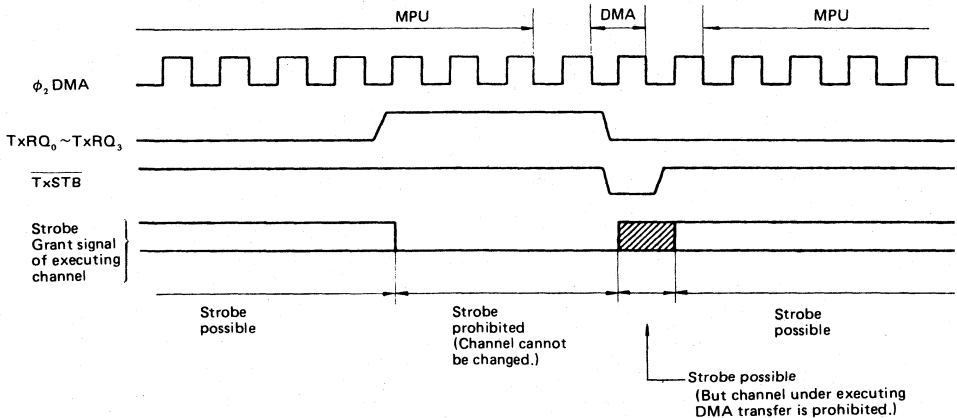 MPU DMA MPU
φ₂ DMA
TxRQ₀ ~ TxRQ₃
T̅x̅S̅T̅B̅
Strobe
Grant signal
of executing
channel
Strobe
possible
Strobe
prohibited
(Channel cannot
be changed.)
Strobe
possible
Strobe possible
(But channel under executing
DMA transfer is prohibited.)